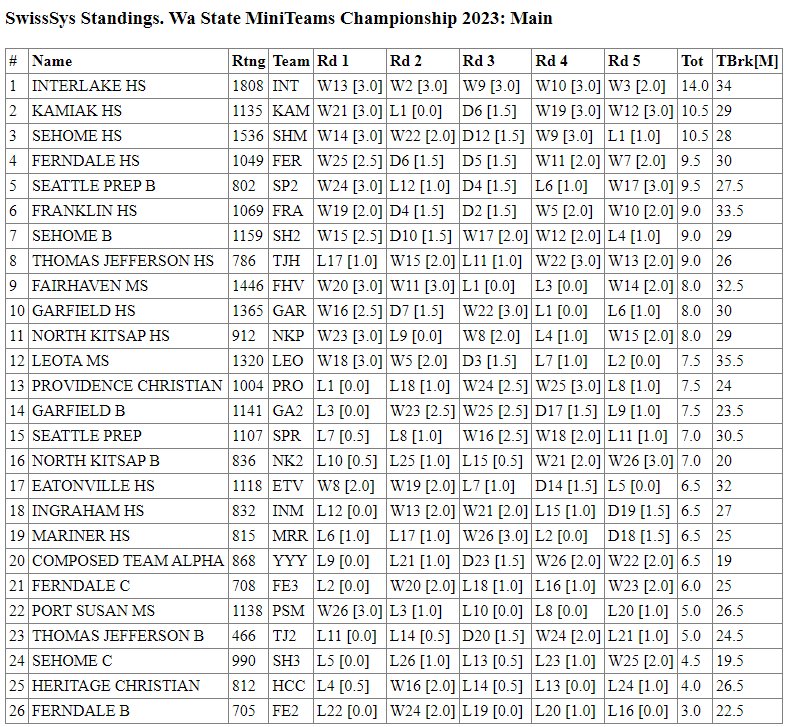 SwissSys Standings. Wa State MiniTeams Championship 2023: Main
# Name Rtng Team Rd 1 Rd 2 Rd 3 Rd 4 Rd 5 Tot TBrk[M]
1 INTERLAKE HS 1808 INT W13 [3.0] W2 [3.0] W9 [3.0] W10 [3.0] W3 [2.0] 14.0 34
2 KAMIAK HS 1135 KAM W21 [3.0] L1 [0.0] D6 [1.5] W19 [3.0] W12 [3.0] 10.5 29
3 SEHOME HS 1536 SHM W14 [3.0] W22 [2.0] D12 [1.5] W9 [3.0] L1 [1.0] 10.5 28
4 FERNDALE HS 1049 FER W25 [2.5] D6 [1.5] D5 [1.5] W11 [2.0] W7 [2.0] 9.5 30
5 SEATTLE PREP B 802 SP2 W24 [3.0] L12 [1.0] D4 [1.5] L6 [1.0] W17 [3.0] 9.5 27.5
6 FRANKLIN HS 1069 FRA W19 [2.0] D4 [1.5] D2 [1.5] W5 [2.0] W10 [2.0] 9.0 33.5
7 SEHOME B 1159 SH2 W15 [2.5] D10 [1.5] W17 [2.0] W12 [2.0] L4 [1.0] 9.0 29
8 THOMAS JEFFERSON HS 786 TJH L17 [1.0] W15 [2.0] L11 [1.0] W22 [3.0] W13 [2.0] 9.0 26
9 FAIRHAVEN MS 1446 FHV W20 [3.0] W11 [3.0] L1 [0.0] L3 [0.0] W14 [2.0] 8.0 32.5
10 GARFIELD HS 1365 GAR W16 [2.5] D7 [1.5] W22 [3.0] L1 [0.0] L6 [1.0] 8.0 30
11 NORTH KITSAP HS 912 NKP W23 [3.0] L9 [0.0] W8 [2.0] L4 [1.0] W15 [2.0] 8.0 29
12 LEOTA MS 1320 LEO W18 [3.0] W5 [2.0] D3 [1.5] L7 [1.0] L2 [0.0] 7.5 35.5
13 PROVIDENCE CHRISTIAN 1004 PRO L1 [0.0] L18 [1.0] W24 [2.5] W25 [3.0] L8 [1.0] 7.5 24
14 GARFIELD B 1141 GA2 L3 [0.0] W23 [2.5] W25 [2.5] D17 [1.5] L9 [1.0] 7.5 23.5
15 SEATTLE PREP 1107 SPR L7 [0.5] L8 [1.0] W16 [2.5] W18 [2.0] L11 [1.0] 7.0 30.5
16 NORTH KITSAP B 836 NK2 L10 [0.5] L25 [1.0] L15 [0.5] W21 [2.0] W26 [3.0] 7.0 20
17 EATONVILLE HS 1118 ETV W8 [2.0] W19 [2.0] L7 [1.0] D14 [1.5] L5 [0.0] 6.5 32
18 INGRAHAM HS 832 INM L12 [0.0] W13 [2.0] W21 [2.0] L15 [1.0] D19 [1.5] 6.5 27
19 MARINER HS 815 MRR L6 [1.0] L17 [1.0] W26 [3.0] L2 [0.0] D18 [1.5] 6.5 25
20 COMPOSED TEAM ALPHA 868 YYY L9 [0.0] L21 [1.0] D23 [1.5] W26 [2.0] W22 [2.0] 6.5 19
21 FERNDALE C 708 FE3 L2 [0.0] W20 [2.0] L18 [1.0] L16 [1.0] W23 [2.0] 6.0 25
22 PORT SUSAN MS 1138 PSM W26 [3.0] L3 [1.0] L10 [0.0] L8 [0.0] L20 [1.0] 5.0 26.5
23 THOMAS JEFFERSON B 466 TJ2 L11 [0.0] L14 [0.5] D20 [1.5] W24 [2.0] L21 [1.0] 5.0 24.5
24 SEHOME C 990 SH3 L5 [0.0] L26 [1.0] L13 [0.5] L23 [1.0] W25 [2.0] 4.5 19.5
25 HERITAGE CHRISTIAN 812 HCC L4 [0.5] W16 [2.0] L14 [0.5] L13 [0.0] L24 [1.0] 4.0 26.5
26 FERNDALE B 705 FE2 L22 [0.0] W24 [2.0] L19 [0.0] L20 [1.0] L16 [0.0] 3.0 22.5